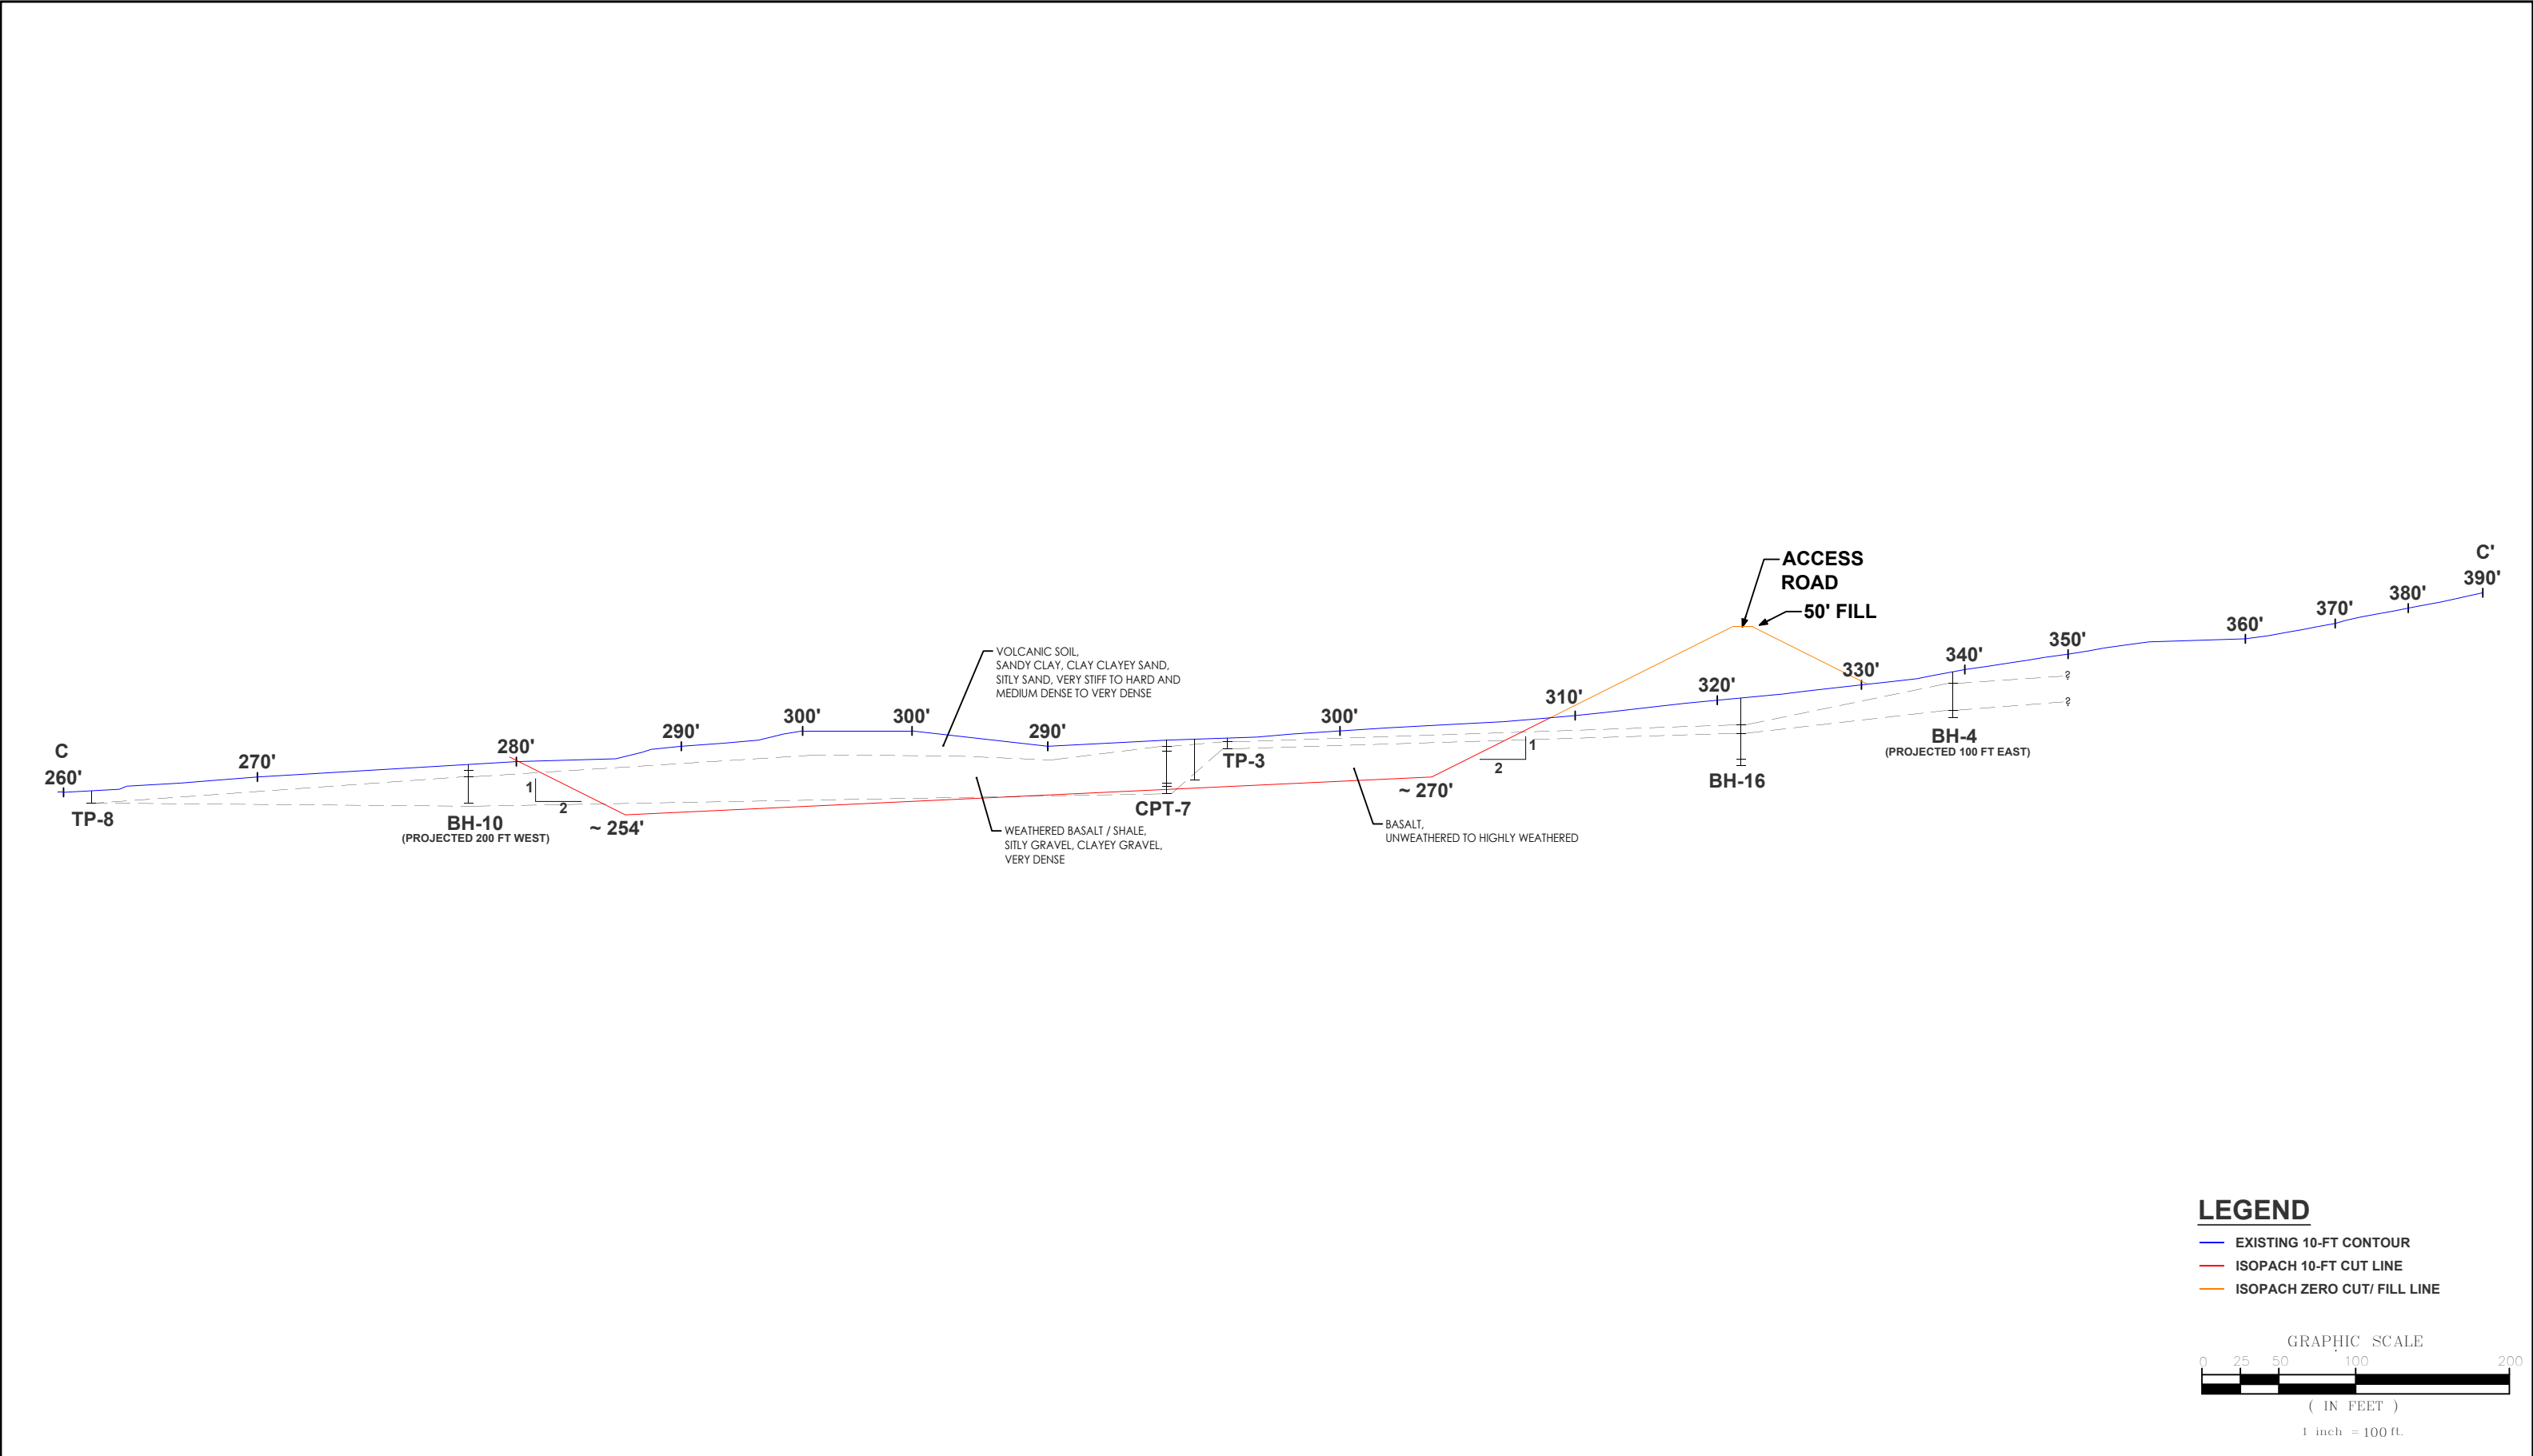 ACCESS
ROAD
50' FILL
C'
390'
380'
370'
360'
350'
340'
330'
320'
310'
300'
290'
300'
300'
290'
280'
270'
C
260'
VOLCANIC SOIL,
SANDY CLAY, CLAY CLAYEY SAND,
SITLY SAND, VERY STIFF TO HARD AND
MEDIUM DENSE TO VERY DENSE
?
?
1
2
1
2
TP-8
BH-10
(PROJECTED 200 FT WEST)
~ 254'
CPT-7
TP-3
~ 270'
BH-16
BH-4
(PROJECTED 100 FT EAST)
WEATHERED BASALT / SHALE,
SITLY GRAVEL, CLAYEY GRAVEL,
VERY DENSE
BASALT,
UNWEATHERED TO HIGHLY WEATHERED
LEGEND
EXISTING 10-FT CONTOUR
ISOPACH 10-FT CUT LINE
ISOPACH ZERO CUT/ FILL LINE
GRAPHIC SCALE
0 25 50 100 200
( IN FEET )
1 inch = 100 ft.